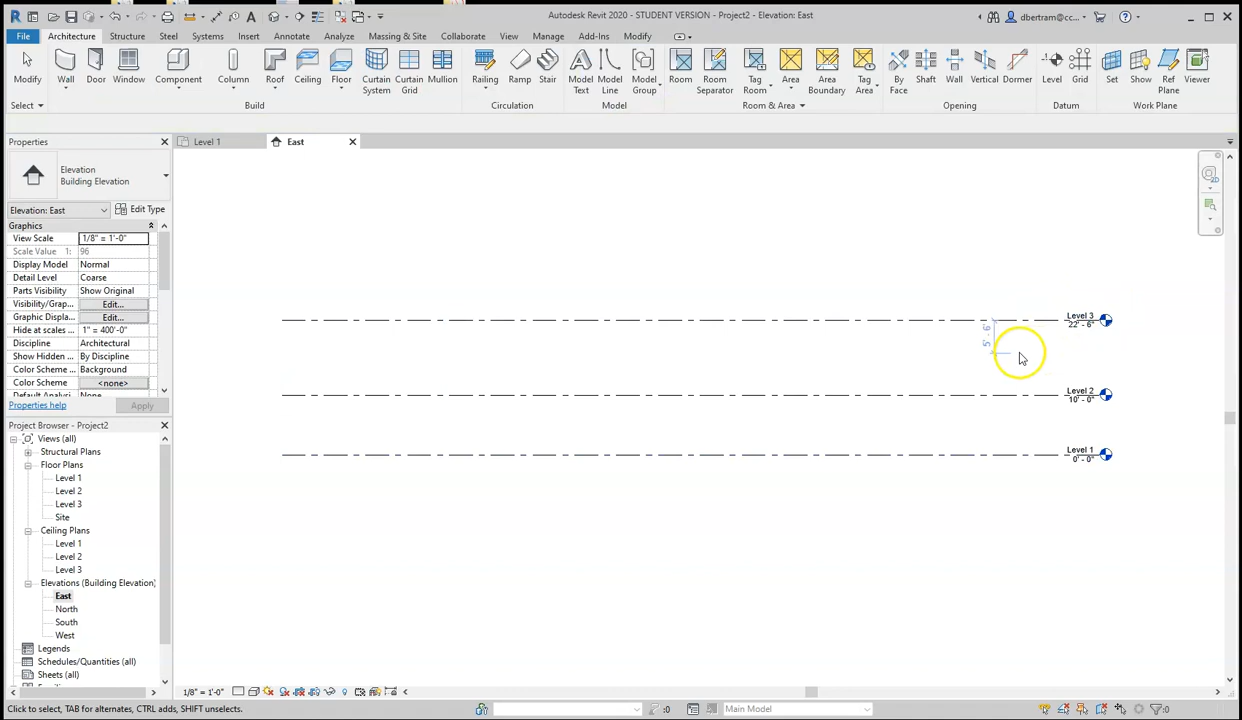 Autodesk Revit 2020 - STUDENT VERSION - Project2 - Elevation: East
dbertram@cc...
File Architecture Structure Steel Systems Insert Annotate Analyze Massing & Site Collaborate View Manage Add-Ins Modify
Modify Wall Door Window Component Column Roof Ceiling Floor Curtain System Curtain Grid Mullion Railing Ramp Stair Model Text Model Line Model Group Room Room Separator Tag Room Area Area Boundary Tag Area By Face Shaft Wall Vertical Dormer Level Grid Set Show Ref Plane Viewer
Select Build Circulation Model Room & Area Opening Datum Work Plane
Properties
Level 1
East
Elevation
Building Elevation
Elevation: East
Edit Type
Graphics
View Scale 1/8" = 1'-0"
Scale Value 1: 96
Display Model Normal
Detail Level Coarse
Parts Visibility Show Original
Visibility/Grap... Edit...
Graphic Displa... Edit...
Hide at scales ... 1" = 400'-0"
Discipline Architectural
Show Hidden ... By Discipline
Color Scheme ... Background
Color Scheme <none>
Default Analysi... None
Properties help
Apply
Project Browser - Project2
Views (all)
Structural Plans
Floor Plans
Level 1
Level 2
Level 3
Site
Ceiling Plans
Level 1
Level 2
Level 3
Elevations (Building Elevation)
East
North
South
West
Legends
Schedules/Quantities (all)
Sheets (all)
Level 3
22' - 6"
5' - 6"
Level 2
10' - 0"
Level 1
0' - 0"
2D
1/8" = 1'-0"
Click to select, TAB for alternates, CTRL adds, SHIFT unselects.
:0
Main Model
:0